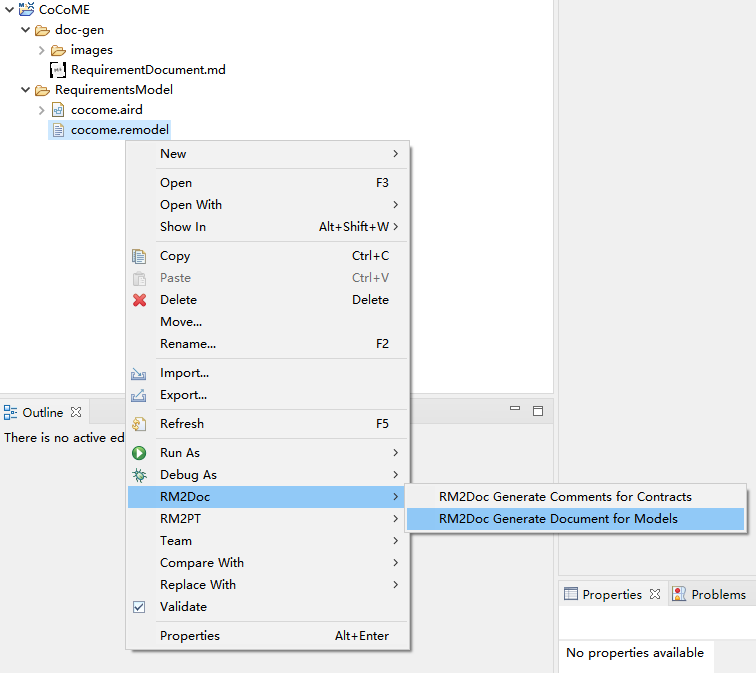 CoCoME
doc-gen
images
RequirementDocument.md
RequirementsModel
cocome.aird
cocome.remodel
New
Open F3
Open With
Show In Alt+Shift+W
Copy Ctrl+C
Paste Ctrl+V
Delete Delete
Move...
Rename... F2
Import...
Export...
Refresh F5
Run As
Debug As
RM2Doc
RM2PT
Team
Compare With
Replace With
Validate
Properties Alt+Enter
RM2Doc Generate Comments for Contracts
RM2Doc Generate Document for Models
Outline
There is no active ed
Properties Problems
No properties available